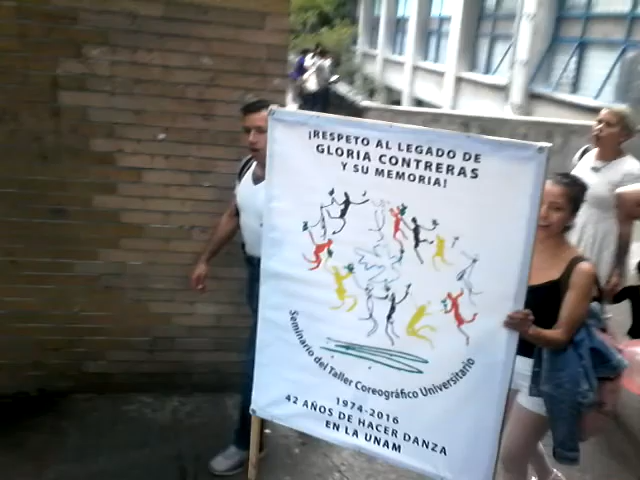 ¡RESPETO AL LEGADO DE
GLORIA CONTRERAS
Y SU MEMORIA!
Seminario del Taller Coreográfico Universitario
1974-2016
42 AÑOS DE HACER DANZA
EN LA UNAM